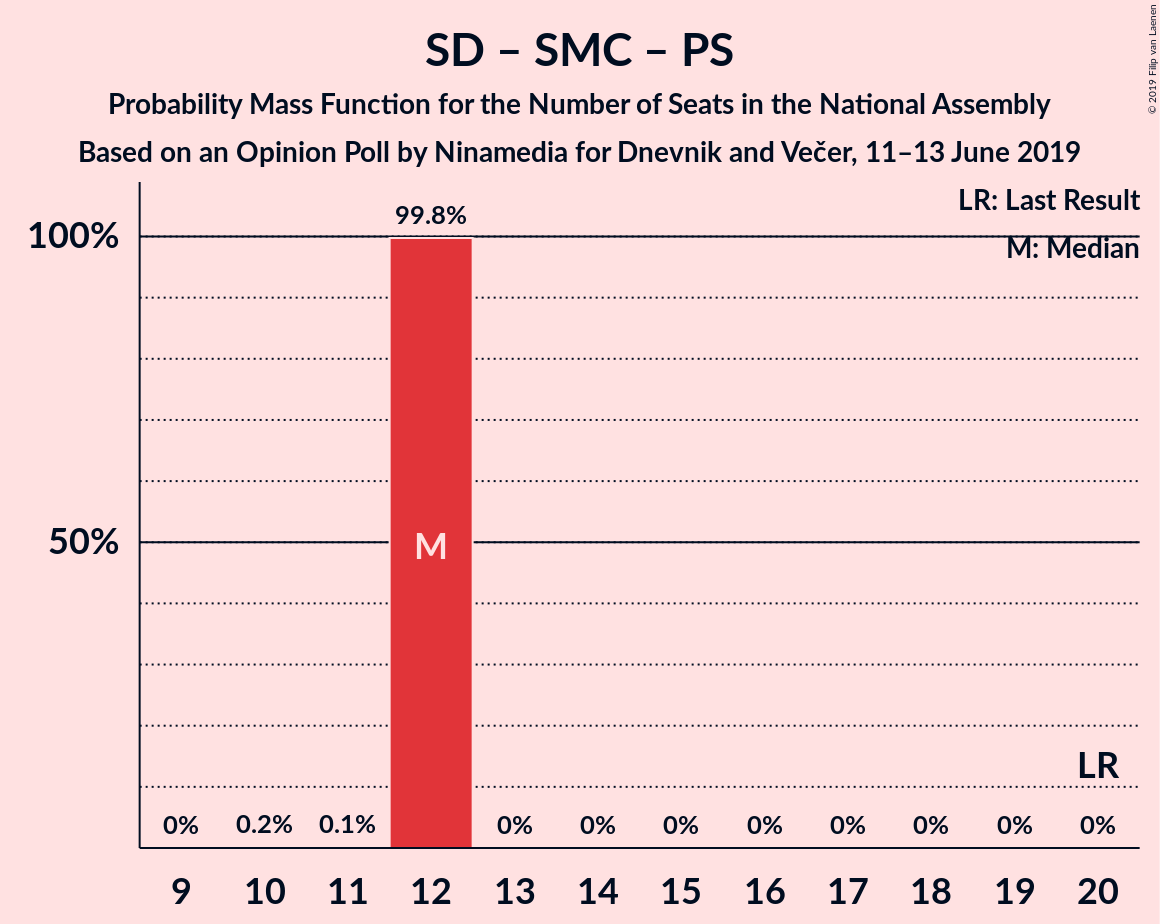 SD – SMC – PS
Probability Mass Function for the Number of Seats in the National Assembly
Based on an Opinion Poll by Ninamedia for Dnevnik and Večer, 11–13 June 2019
© 2019 Filip van Laenen
LR: Last Result
M: Median
100%
50%
99.8%
M
LR
0% 0.2% 0.1% 0% 0% 0% 0% 0% 0% 0% 0%
9 10 11 12 13 14 15 16 17 18 19 20